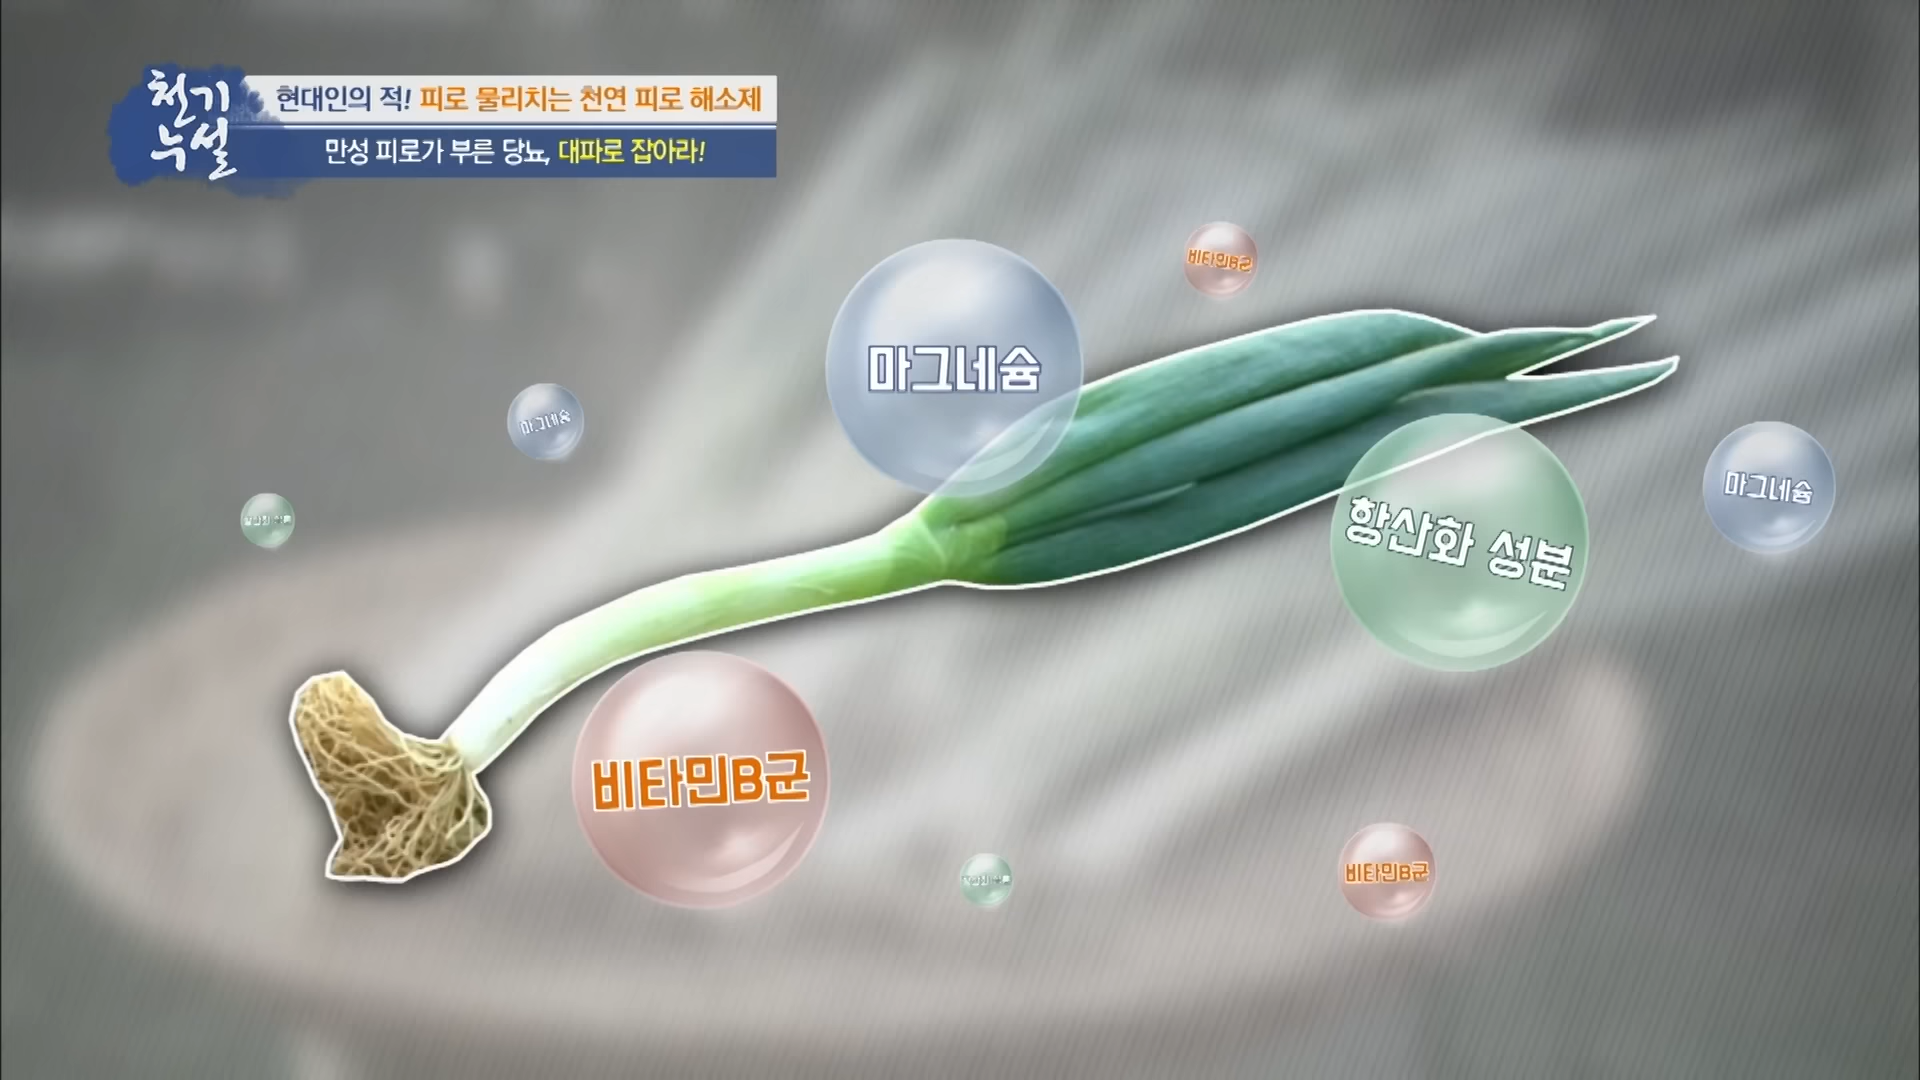 천기
누설
현대인의 적! 피로 물리치는 천연 피로 해소제
만성 피로가 부른 당뇨, 대파로 잡아라!
비타민B군
마그네슘
마그네슘
마그네슘
항산화 성분
비타민B군
비타민B군